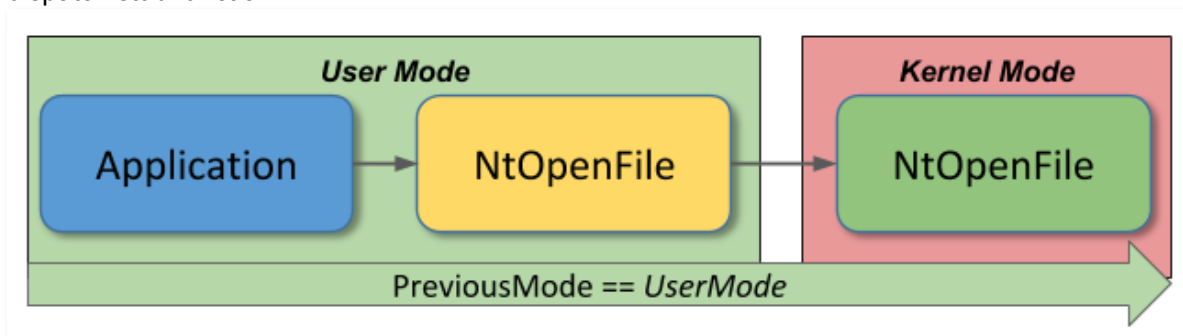 User Mode
Kernel Mode
Application
NtOpenFile
NtOpenFile
PreviousMode == UserMode